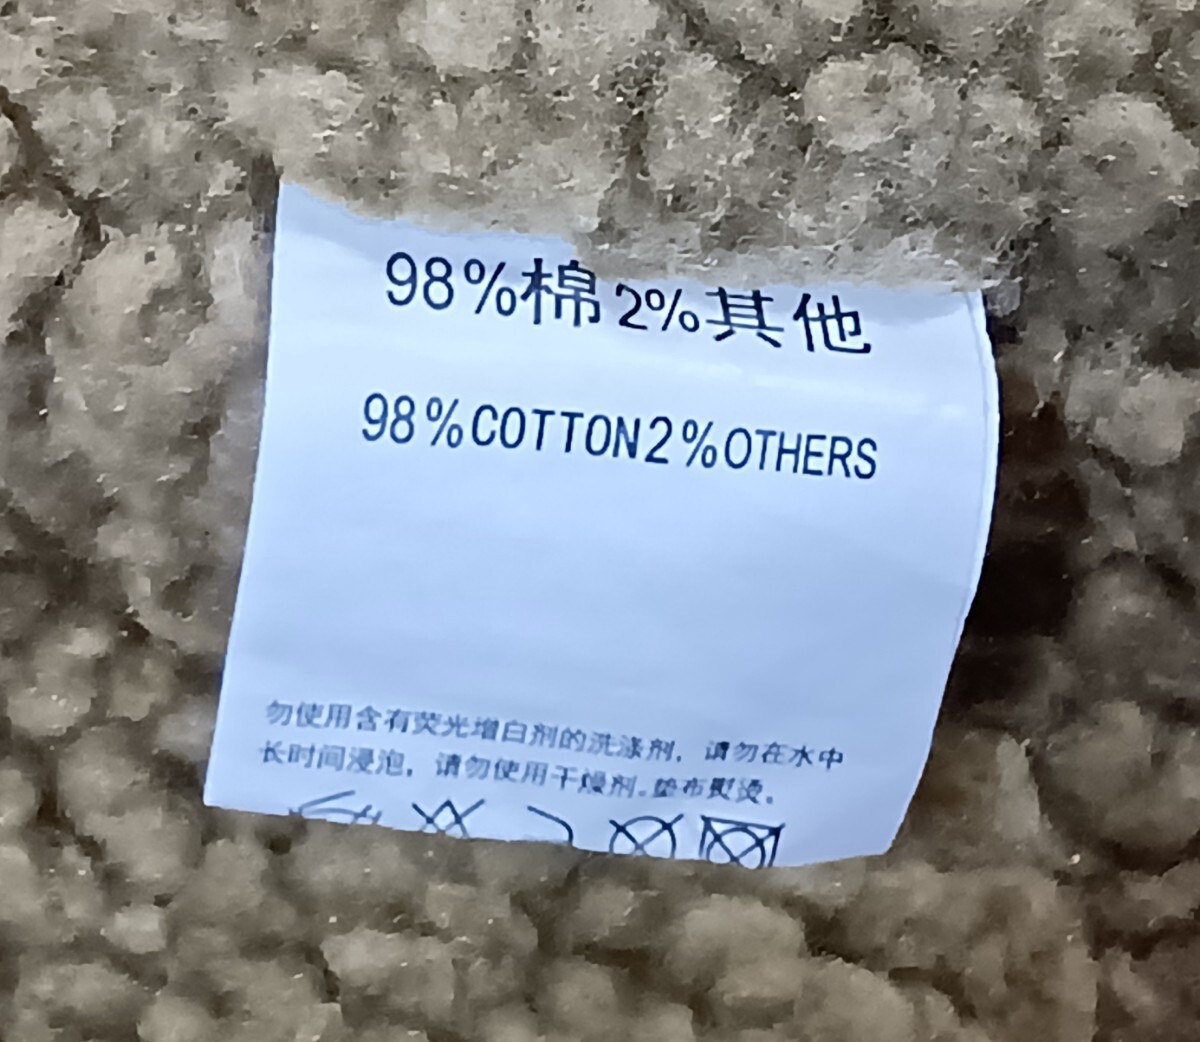 98%棉2%其他
98%COTTON2%OTHERS
勿使用含有荧光增白剂的洗涤剂，请勿在水中
长时间浸泡，请勿使用干燥剂。垫布熨烫。